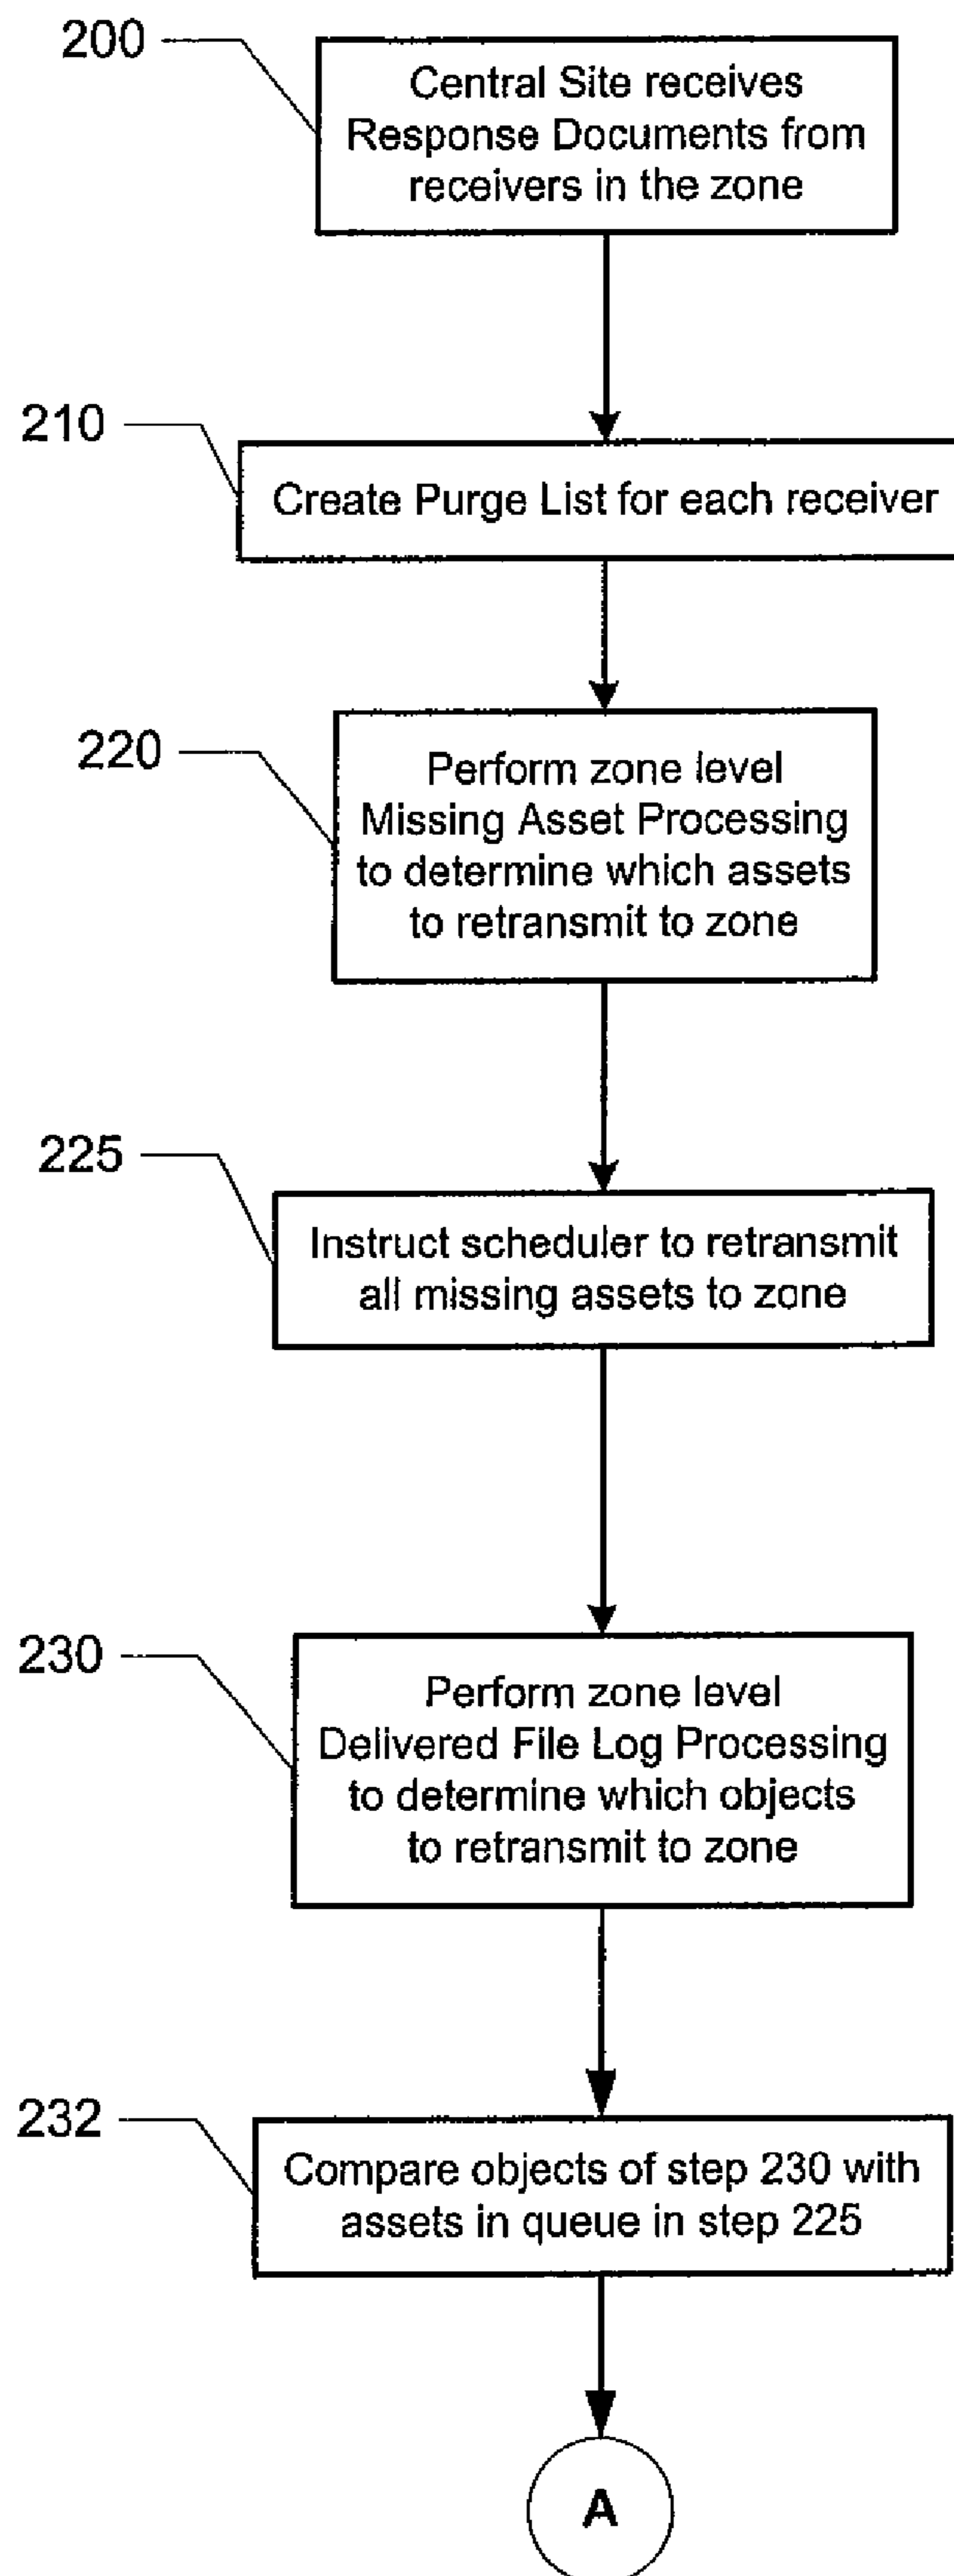 200
Central Site receives
Response Documents from
receivers in the zone
210
Create Purge List for each receiver
220
Perform zone level
Missing Asset Processing
to determine which assets
to retransmit to zone
225
Instruct scheduler to retransmit
all missing assets to zone
230
Perform zone level
Delivered File Log Processing
to determine which objects
to retransmit to zone
232
Compare objects of step 230 with
assets in queue in step 225
A